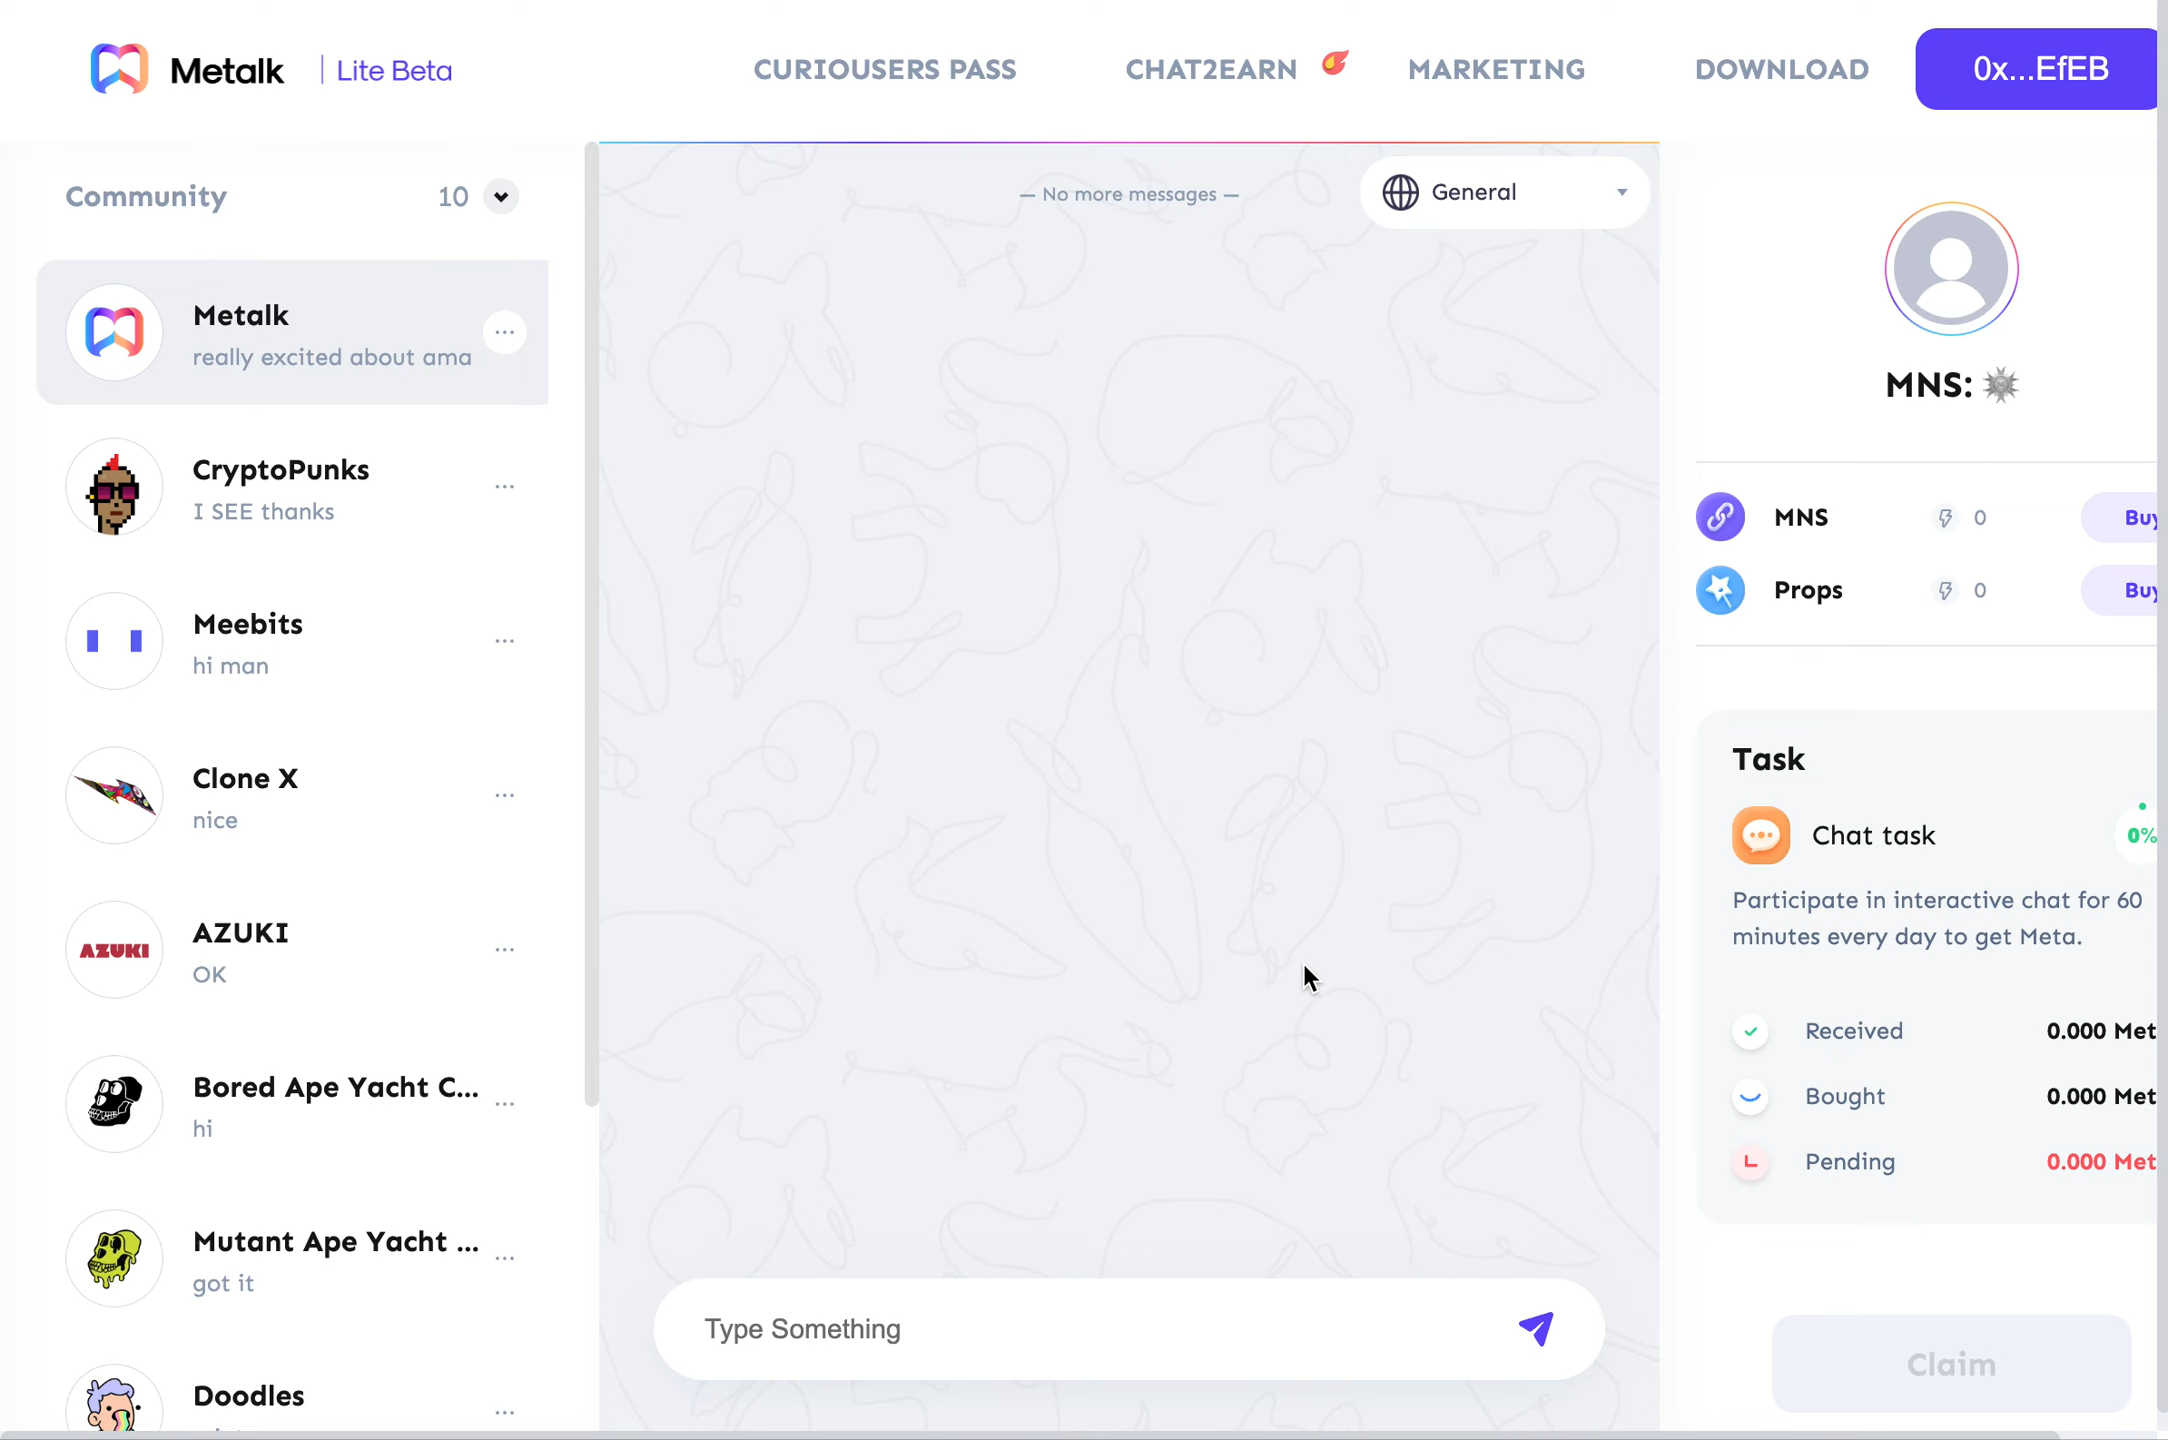 Metalk | Lite Beta
CURIOUSERS PASS
CHAT2EARN
MARKETING
DOWNLOAD
0x...EfEB
Community 10
Metalk
really excited about ama
...
CryptoPunks
I SEE thanks
...
Meebits
hi man
...
Clone X
nice
...
AZUKI
AZUKI
OK
...
Bored Ape Yacht C...
hi
...
Mutant Ape Yacht ...
got it
...
Doodles
...
— No more messages —
General
Type Something
MNS:
MNS 0 Buy
Props 0 Buy
Task
Chat task 0%
Participate in interactive chat for 60
minutes every day to get Meta.
Received 0.000 Met
Bought 0.000 Met
Pending 0.000 Met
Claim